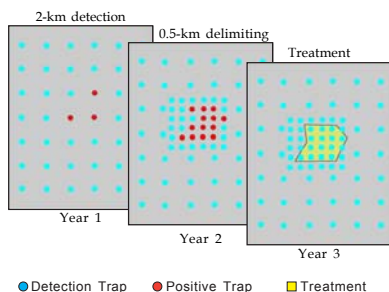 2-km detection
0.5-km delimiting
Treatment
Year 1
Year 2
Year 3
Detection Trap
Positive Trap
Treatment